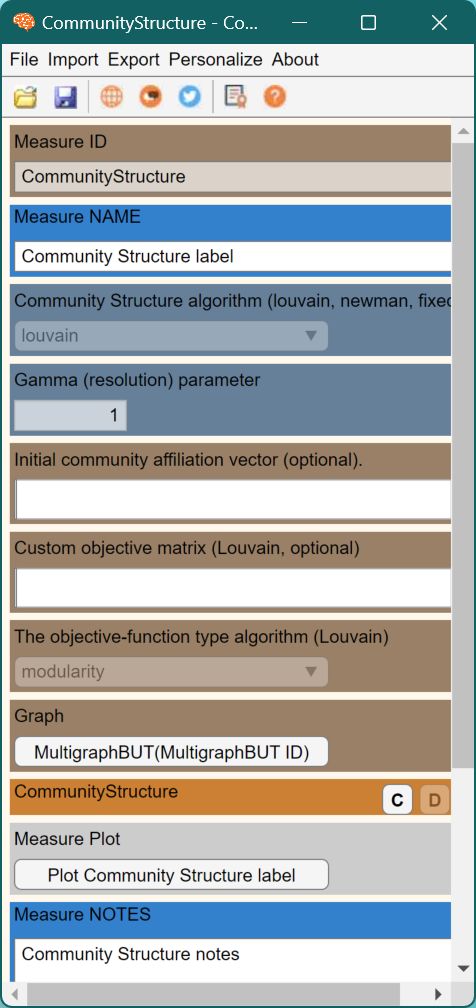 CommunityStructure - Co...
File Import Export Personalize About
Measure ID
CommunityStructure
Measure NAME
Community Structure label
Community Structure algorithm (louvain, newman, fixed
louvain
Gamma (resolution) parameter
1
Initial community affiliation vector (optional).
Custom objective matrix (Louvain, optional)
The objective-function type algorithm (Louvain)
modularity
Graph
MultigraphBUT(MultigraphBUT ID)
CommunityStructure C D
Measure Plot
Plot Community Structure label
Measure NOTES
Community Structure notes